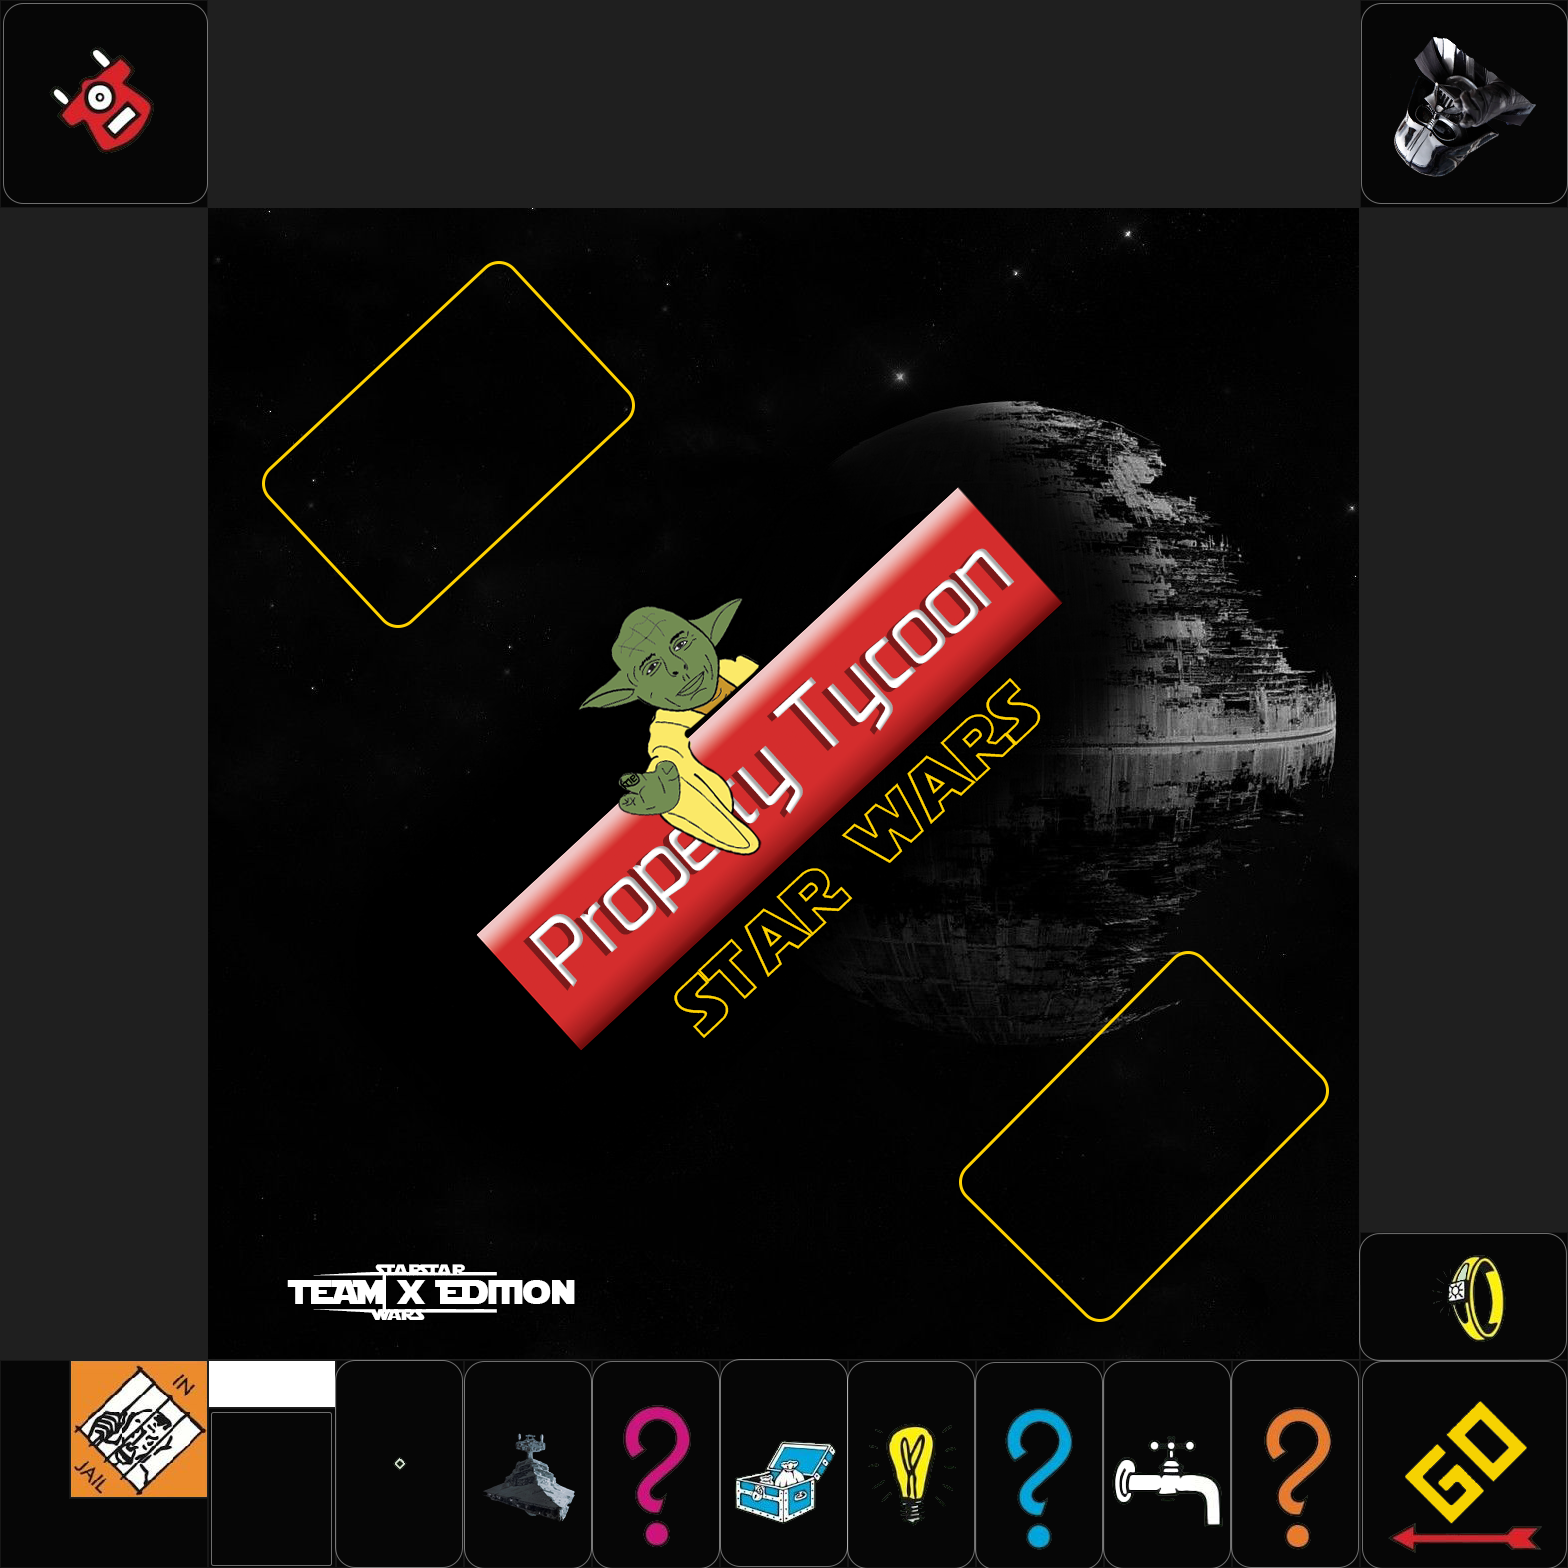 Property Tycoon
STAR WARS
STARSTAR
TEAM X EDITION
WARS
IN
JAIL
?
?
?
GO